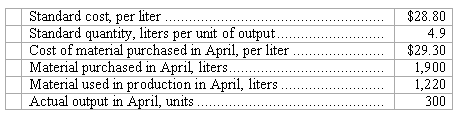 Standard cost, per liter ........................................................ $28.80
Standard quantity, liters per unit of output ........................... 4.9
Cost of material purchased in April, per liter ........................ $29.30
Material purchased in April, liters ........................................ 1,900
Material used in production in April, liters ........................... 1,220
Actual output in April, units ................................................ 300